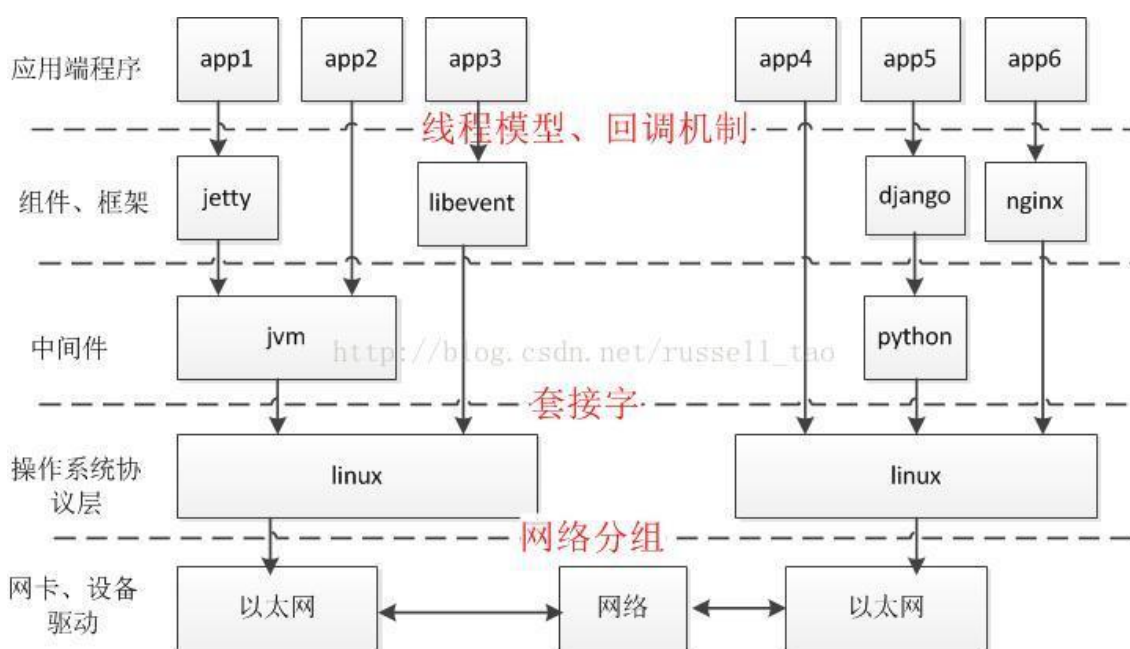 应用端程序
app1
app2
app3
app4
app5
app6
线程模型、回调机制
组件、框架
jetty
libevent
django
nginx
中间件
jvm
http://blog.csdn.net/russell_tao
python
套接字
操作系统协
议层
linux
linux
网络分组
网卡、设备
驱动
以太网
网络
以太网